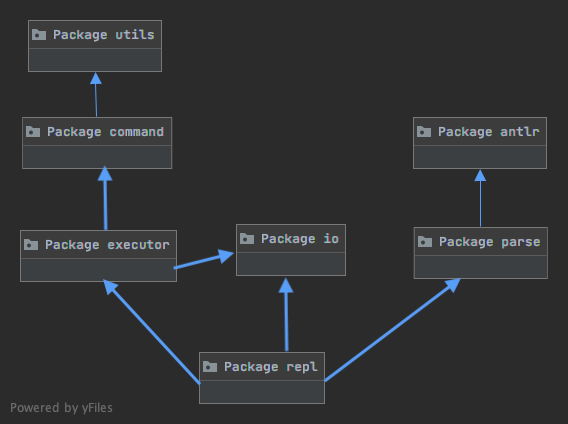 Package utils
Package command
Package antlr
Package executor
Package io
Package parse
Package repl
Powered by yFiles